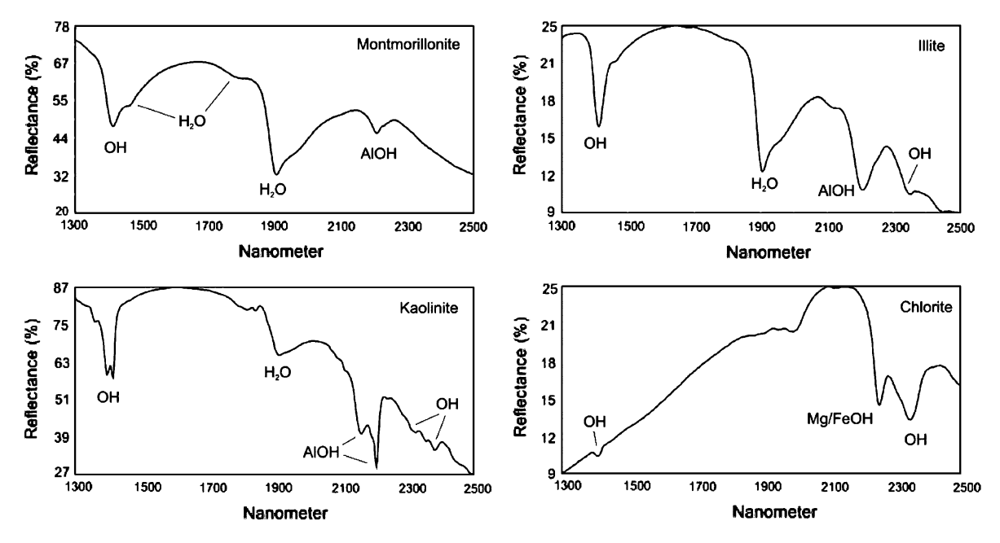 Montmorillonite
Reflectance (%)
78
67
55
44
32
20
OH
H₂O
H₂O
AlOH
1300 1500 1700 1900 2100 2300 2500
Nanometer
Illite
Reflectance (%)
25
21
18
15
12
9
OH
H₂O
AlOH
OH
1300 1500 1700 1900 2100 2300 2500
Nanometer
Kaolinite
Reflectance (%)
87
75
63
51
39
27
OH
H₂O
AlOH
OH
1300 1500 1700 1900 2100 2300 2500
Nanometer
Chlorite
Reflectance (%)
25
21
18
15
12
9
OH
Mg/FeOH
OH
1300 1500 1700 1900 2100 2300 2500
Nanometer